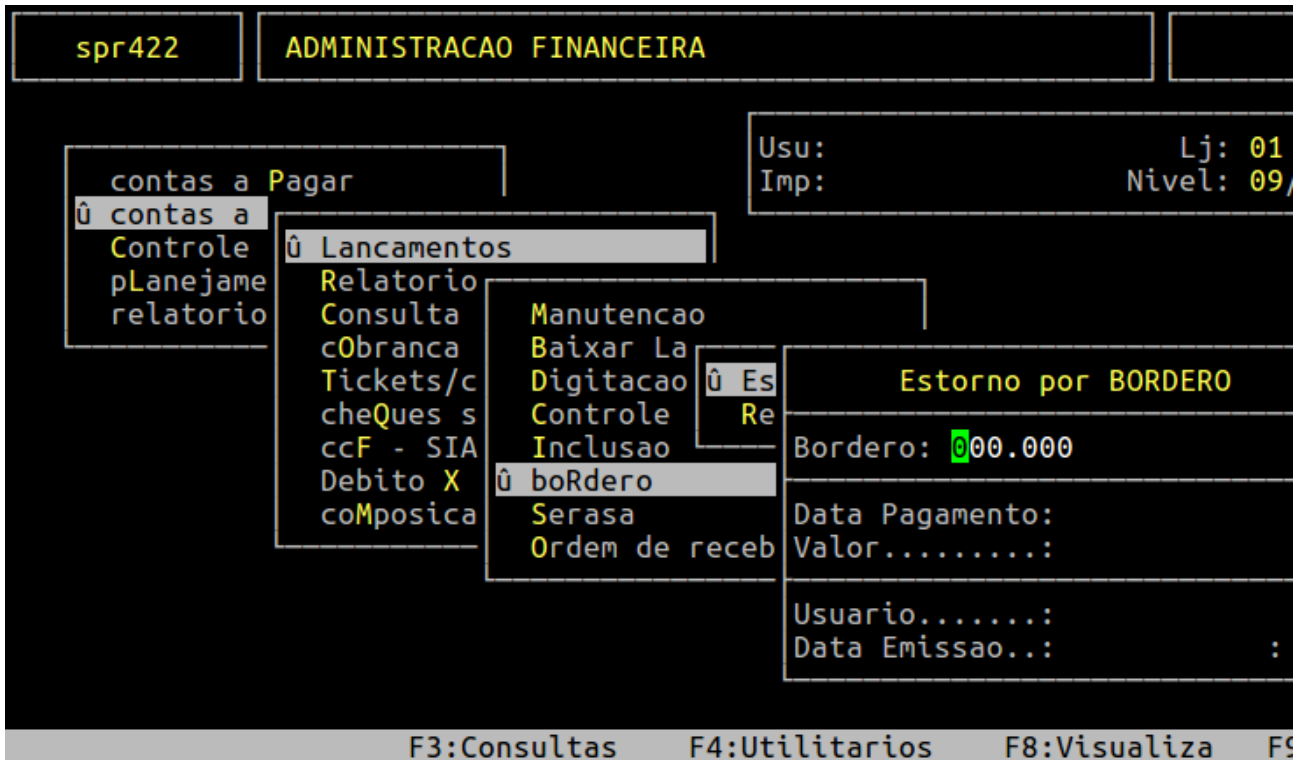 spr422 ADMINISTRACAO FINANCEIRA
Usu: Lj: 01
Imp: Nivel: 09/
contas a Pagar
û contas a
Controle
pLanejame
relatorio
û Lancamentos
Relatorio
Consulta
cObranca
Tickets/c
cheQues s
ccF - SIA
Debito X
coMposica
Manutencao
Baixar La
Digitacao
Controle
Inclusao
û boRdero
Serasa
Ordem de receb
û Es
Re
Estorno por BORDERO
Bordero: 000.000
Data Pagamento:
Valor.........:
Usuario.......:
Data Emissao..: :
F3:Consultas F4:Utilitarios F8:Visualiza F9